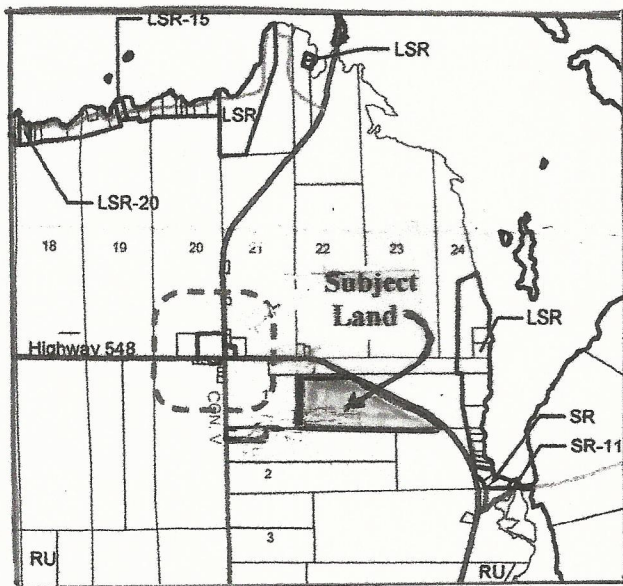 LSR-15
LSR
LSR
LSR-20
18
19
20
21
22
23
24
Subject
Land
LSR
Highway 548
CON. V
SR
SR-11
2
3
RU
RU